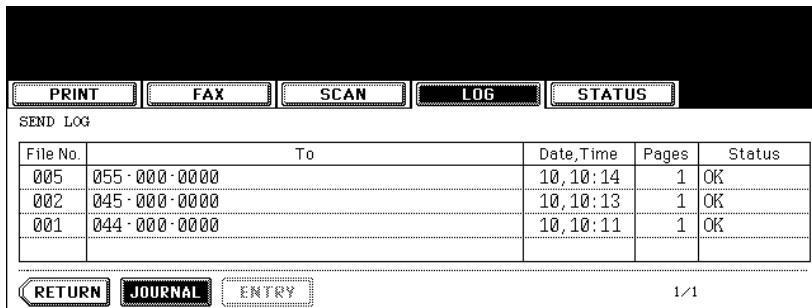 PRINT FAX SCAN LOG STATUS
SEND LOG
File No. To Date,Time Pages Status
005 055-000-0000 10,10:14 1 OK
002 045-000-0000 10,10:13 1 OK
001 044-000-0000 10,10:11 1 OK
RETURN JOURNAL ENTRY 1/1